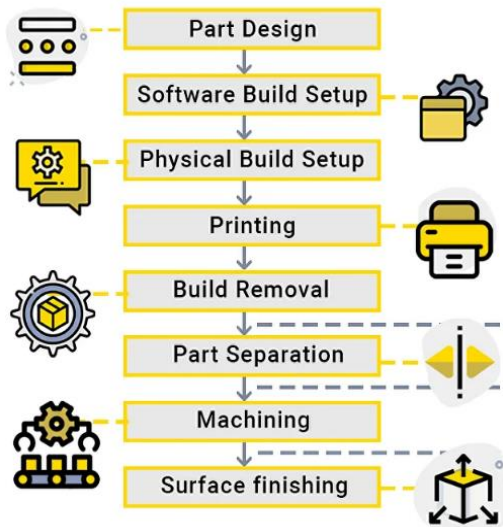 Part Design
Software Build Setup
Physical Build Setup
Printing
Build Removal
Part Separation
Machining
Surface finishing